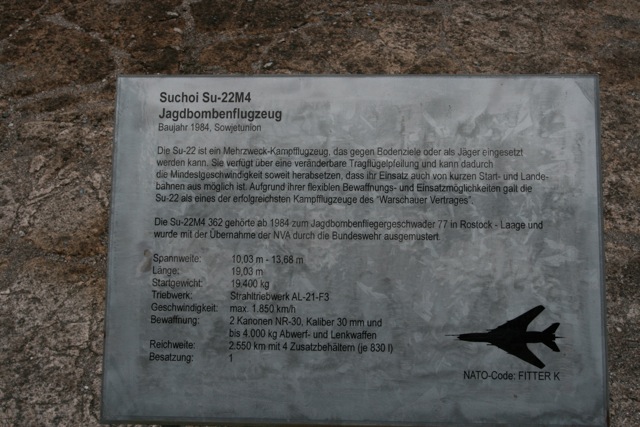 Suchoi Su-22M4
Jagdbombenflugzeug
Baujahr 1984, Sowjetunion
Die Su-22 ist ein Mehrzweck-Kampfflugzeug, das gegen Bodenziele oder als Jäger eingesetzt
werden kann. Sie verfügt über eine veränderbare Tragflügelpfeilung und kann dadurch
die Mindestgeschwindigkeit soweit herabsetzen, dass ihr Einsatz auch von kurzen Start- und Lande-
bahnen aus möglich ist. Aufgrund ihrer flexiblen Bewaffnungs- und Einsatzmöglichkeiten galt die
Su-22 als eines der erfolgreichsten Kampfflugzeuge des "Warschauer Vertrages".
Die Su-22M4 362 gehörte ab 1984 zum Jagdbombenfliegergeschwader 77 in Rostock - Laage und
wurde mit der Übernahme der NVA durch die Bundeswehr ausgemustert.
Spannweite: 10,03 m - 13,68 m
Länge: 19,03 m
Startgewicht: 19.400 kg
Triebwerk: Strahltriebwerk AL-21-F3
Geschwindigkeit: max. 1.850 km/h
Bewaffnung: 2 Kanonen NR-30, Kaliber 30 mm und
bis 4.000 kg Abwerf- und Lenkwaffen
Reichweite: 2.550 km mit 4 Zusatzbehältern (je 830 l)
Besatzung: 1
NATO-Code: FITTER K